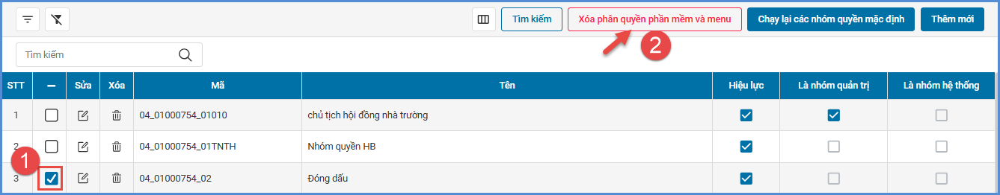 Tìm kiếm Xóa phân quyền phần mềm và menu Chạy lại các nhóm quyền mặc định Thêm mới
2
Tìm kiếm
STT Sửa Xóa Mã Tên Hiệu lực Là nhóm quản trị Là nhóm hệ thống
1 04_01000754_01010 chủ tịch hội đồng nhà trường
2 04_01000754_01TNTH Nhóm quyền HB
1
3 04_01000754_02 Đóng dấu